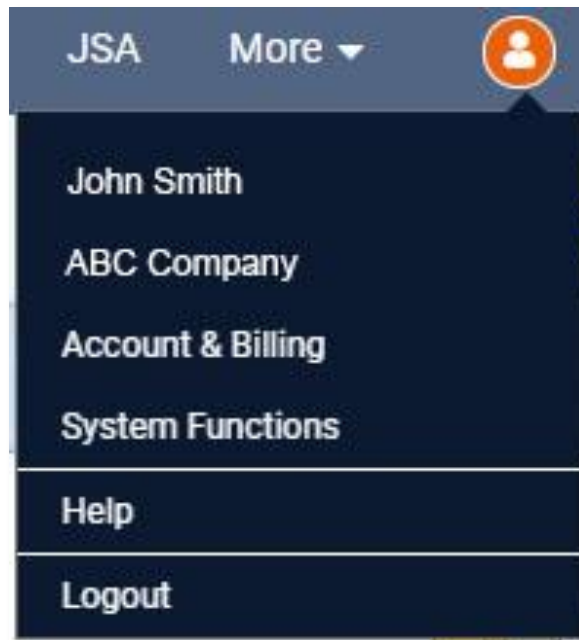 JSA More
John Smith
ABC Company
Account & Billing
System Functions
Help
Logout